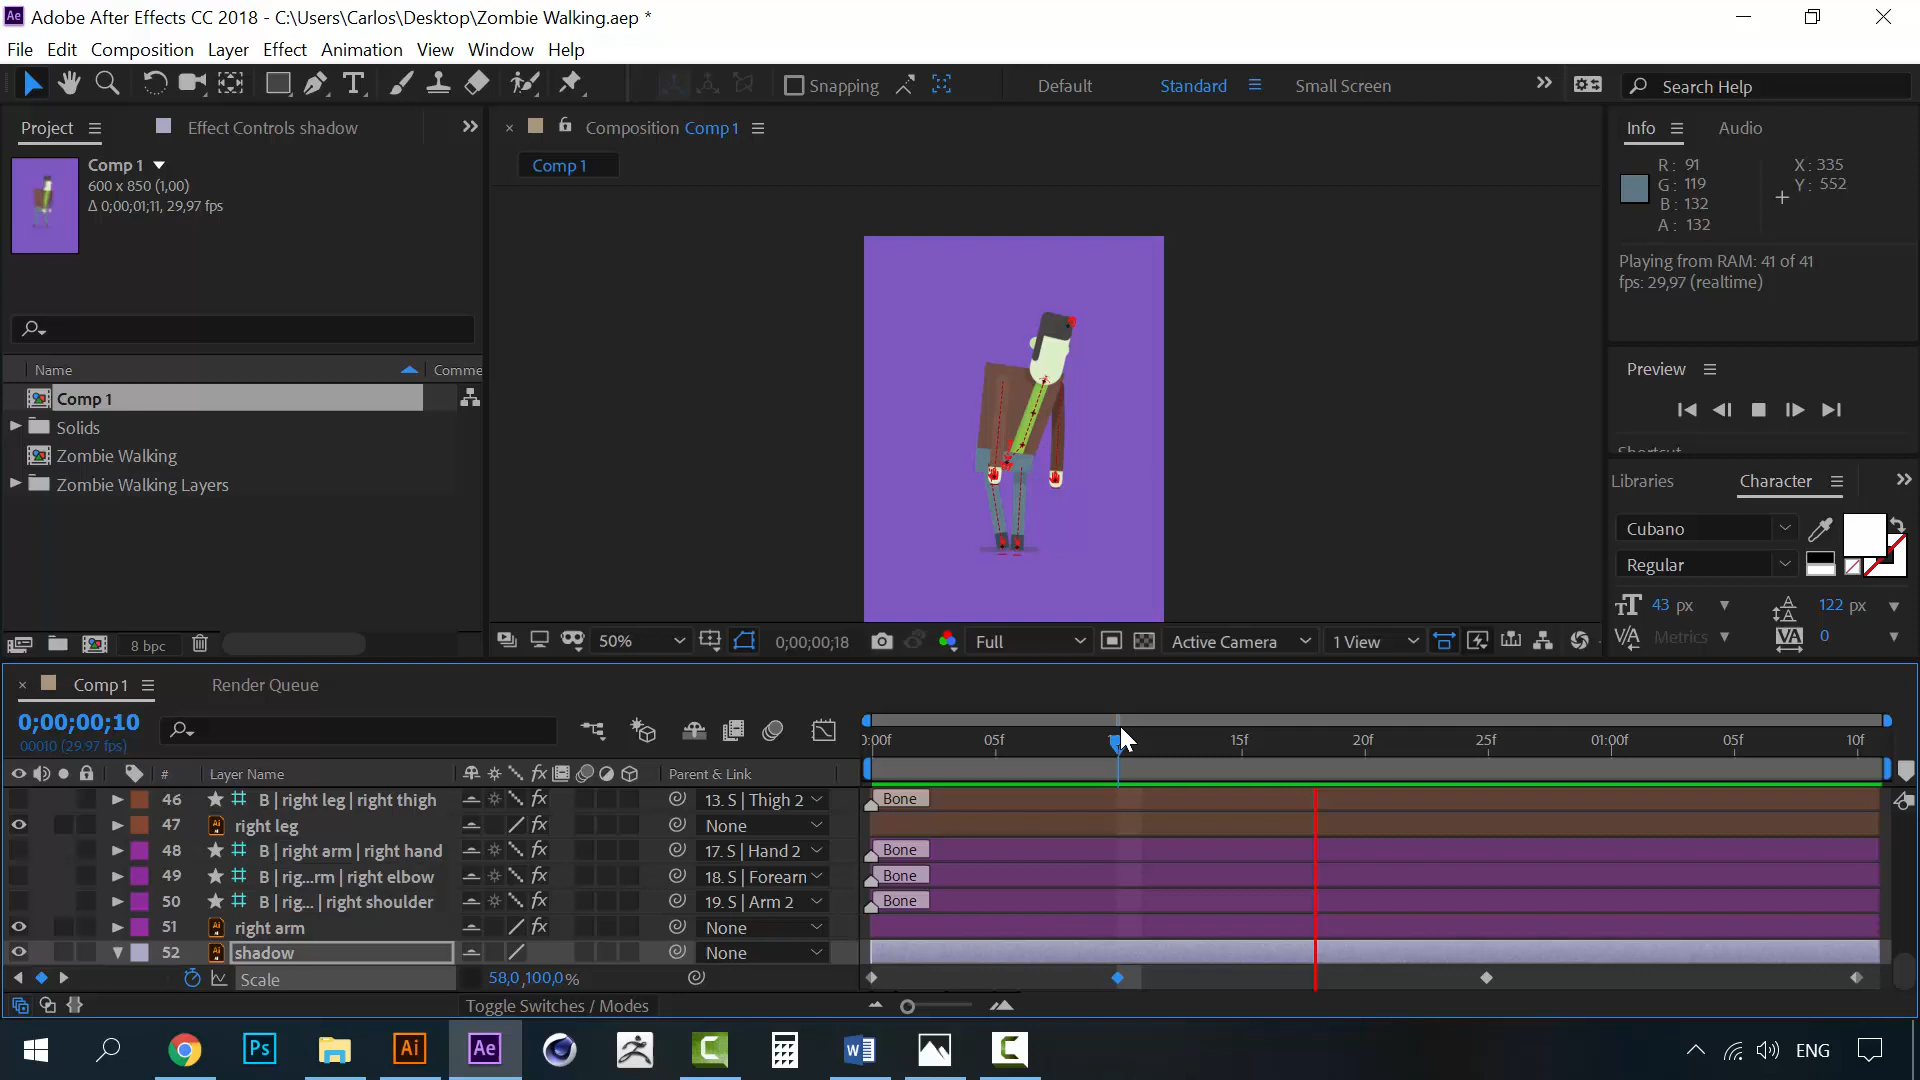 Adobe After Effects CC 2018 - C:\Users\Carlos\Desktop\Zombie Walking.aep *
File Edit Composition Layer Effect Animation View Window Help
Snapping Default Standard Small Screen Search Help
Project Effect Controls shadow Composition Comp 1 Info Audio
Comp 1
600 x 850 (1,00)
Δ 0;00;01;11, 29,97 fps
Comp 1
R: 91 X: 335
G: 119 Y: 552
B: 132
A: 132
Playing from RAM: 41 of 41
fps: 29,97 (realtime)
Name Comme
Preview
Comp 1
Solids
Zombie Walking
Zombie Walking Layers
Libraries Character
Cubano
Regular
43 px 122 px
Metrics 0
8 bpc 50% 0;00;00;18 Full Active Camera 1 View
Comp 1 Render Queue
0;00;00;10
00010 (29.97 fps)
05f 15f 20f 25f 01:00f 05f 10f
# Layer Name Parent & Link
46 B | right leg | right thigh 13. S | Thigh 2 Bone
47 right leg None
48 B | right arm | right hand 17. S | Hand 2 Bone
49 B | rig...rm | right elbow 18. S | Forearn Bone
50 B | rig... | right shoulder 19. S | Arm 2 Bone
51 right arm None
52 shadow None
Scale 58,0,100,0%
Toggle Switches / Modes
Ps Ai Ae ENG